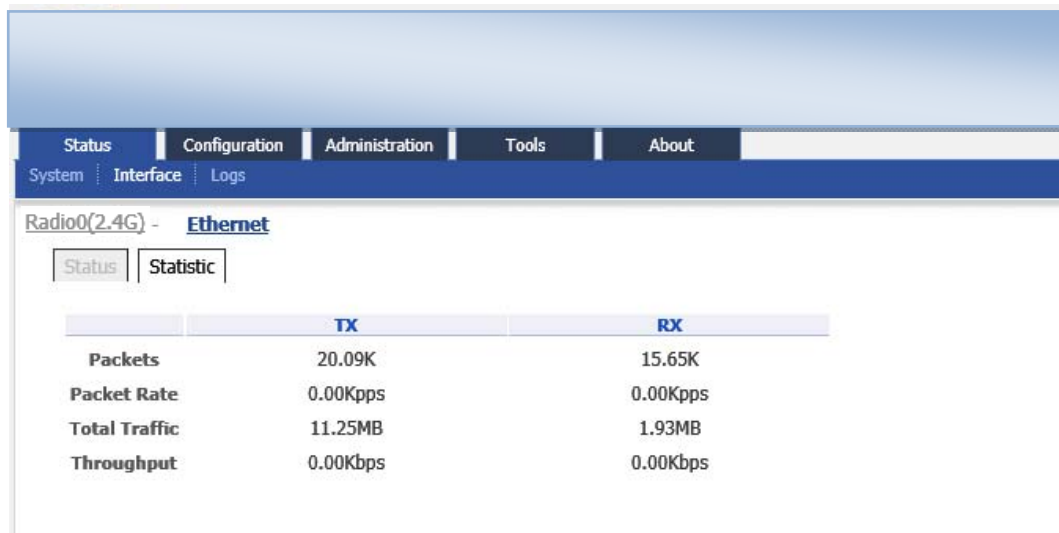 Status Configuration Administration Tools About
System Interface Logs
Radio0(2.4G) - Ethernet
Status Statistic
TX RX
Packets 20.09K 15.65K
Packet Rate 0.00Kpps 0.00Kpps
Total Traffic 11.25MB 1.93MB
Throughput 0.00Kbps 0.00Kbps